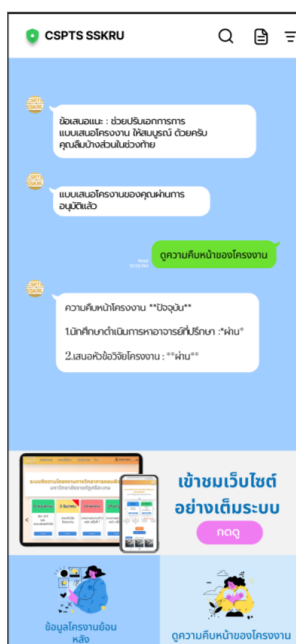 CSPTS SSKRU
ข้อเสนอแนะ : ช่วยปรับเอกการการ
แบบเสนอโครงงาน ให้สมบูรณ์ ด้วยครับ
คุณลืมบ้างส่วนในช่วงท้าย
แบบเสนอโครงงานของคุณผ่านการ
อนุมัติแล้ว
Read
ดูความคืบหน้าของโครงงาน
ความคืบหน้าโครงงาน **ปัจจุบัน**
1.นักศึกษาดำเนินการหาอาจารย์ที่ปรึกษา :*ผ่าน*
2.เสนอหัวข้อวิจัยโครงงาน : **ผ่าน**
เข้าชมเว็บไซต์
อย่างเต็มระบบ
กดดู
ข้อมูลโครงงานย้อน
หลัง
ดูความคืบหน้าของโครงงาน